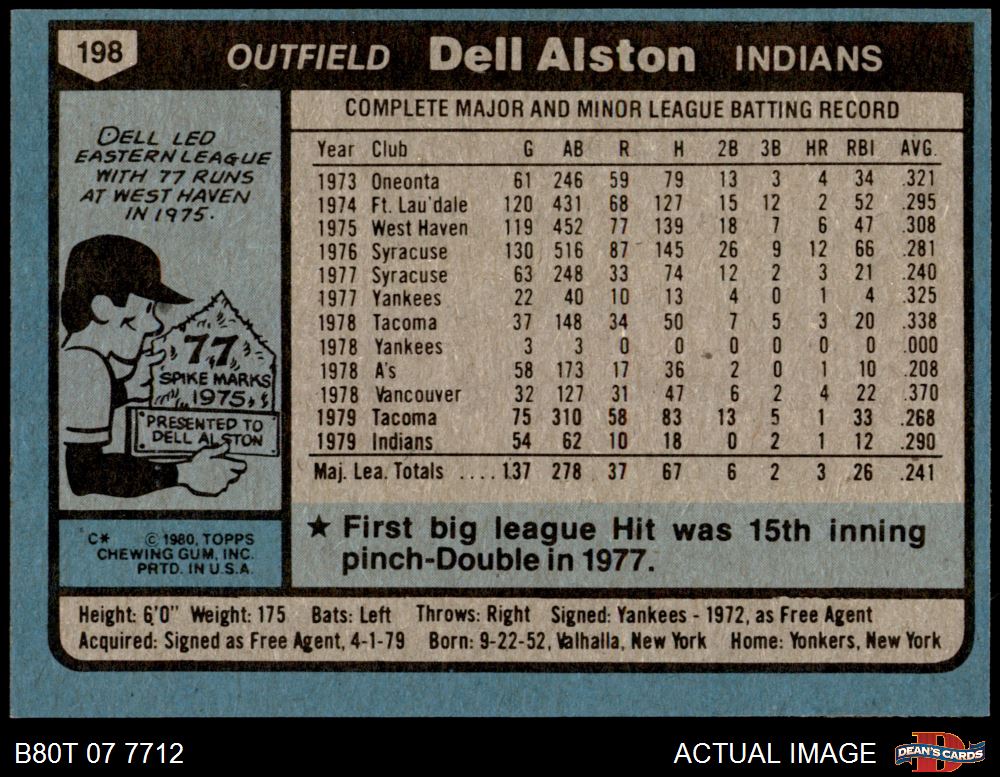 198 OUTFIELD Dell Alston INDIANS
DELL LED
EASTERN LEAGUE
WITH 77 RUNS
AT WEST HAVEN
IN 1975.
77
SPIKE MARKS
1975
PRESENTED TO
DELL ALSTON
C* © 1980, TOPPS
CHEWING GUM, INC.
PRTD. IN U.S.A.
COMPLETE MAJOR AND MINOR LEAGUE BATTING RECORD
Year Club G AB R H 2B 3B HR RBI AVG.
1973 Oneonta 61 246 59 79 13 3 4 34 .321
1974 Ft. Lau'dale 120 431 68 127 15 12 2 52 .295
1975 West Haven 119 452 77 139 18 7 6 47 .308
1976 Syracuse 130 516 87 145 26 9 12 66 .281
1977 Syracuse 63 248 33 74 12 2 3 21 .240
1977 Yankees 22 40 10 13 4 0 1 4 .325
1978 Tacoma 37 148 34 50 7 5 3 20 .338
1978 Yankees 3 3 0 0 0 0 0 0 .000
1978 A's 58 173 17 36 2 0 1 10 .208
1978 Vancouver 32 127 31 47 6 2 4 22 .370
1979 Tacoma 75 310 58 83 13 5 1 33 .268
1979 Indians 54 62 10 18 0 2 1 12 .290
Maj. Lea. Totals ....137 278 37 67 6 2 3 26 .241
★ First big league Hit was 15th inning
pinch-Double in 1977.
Height: 6'0" Weight: 175 Bats: Left Throws: Right Signed: Yankees - 1972, as Free Agent
Acquired: Signed as Free Agent, 4-1-79 Born: 9-22-52, Valhalla, New York Home: Yonkers, New York
B80T 07 7712 ACTUAL IMAGE DEAN'S CARDS